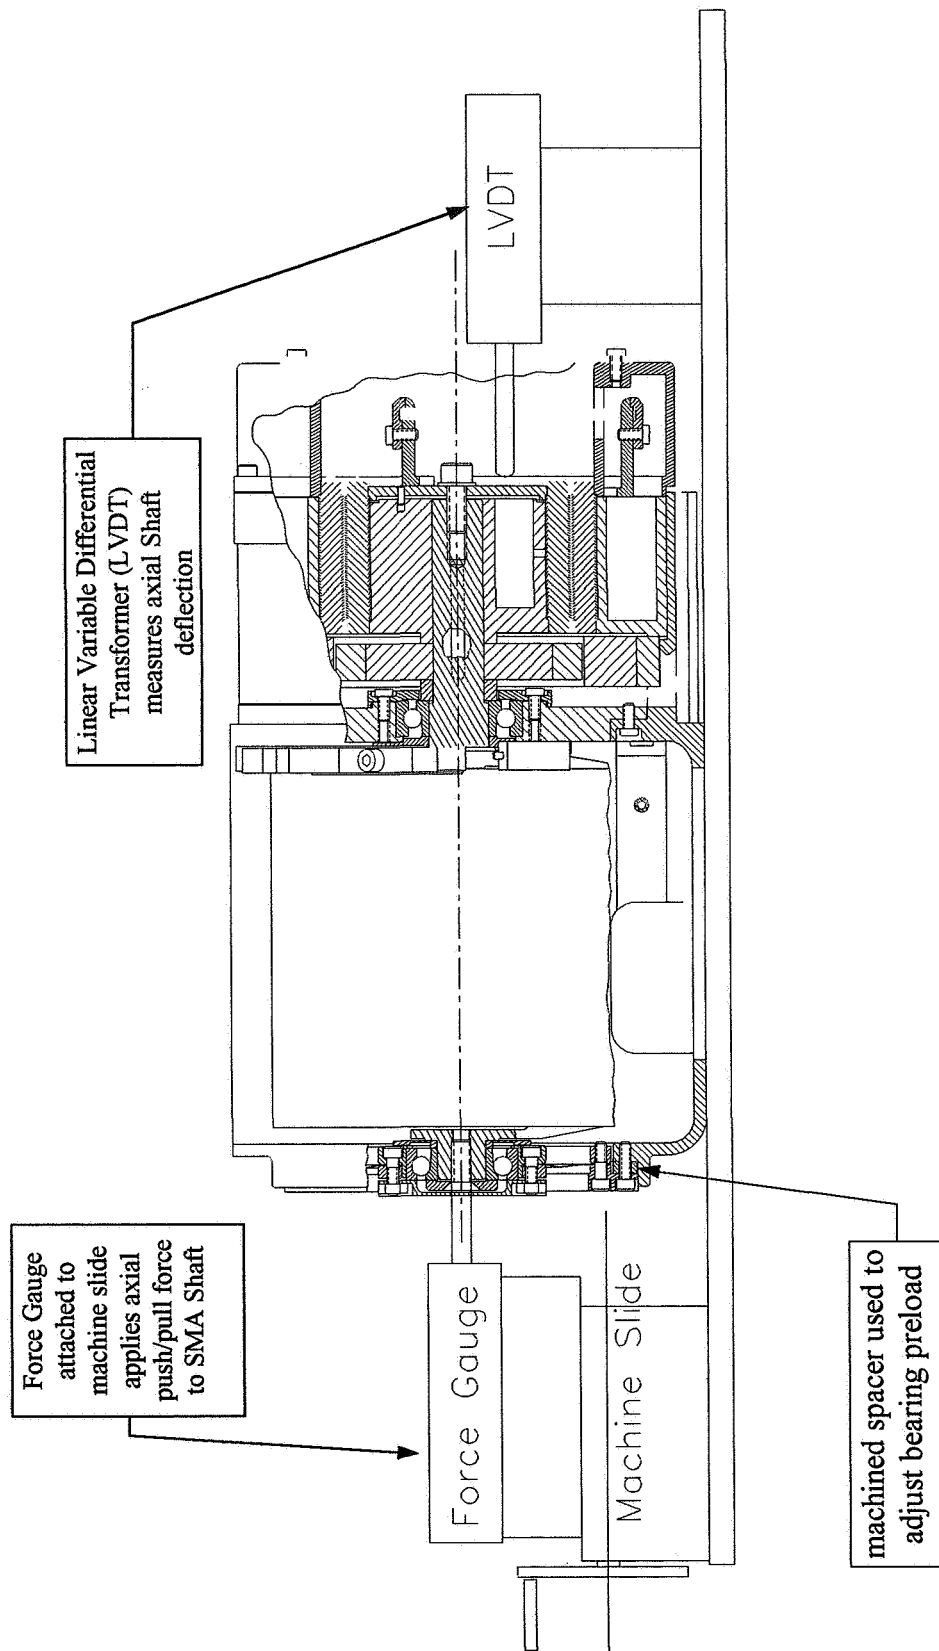 Linear Variable Differential
Transformer (LVDT)
measures axial Shaft
deflection
LVDT
Force Gauge
attached to
machine slide
applies axial
push/pull force
to SMA Shaft
Force Gauge
Machine Slide
machined spacer used to
adjust bearing preload